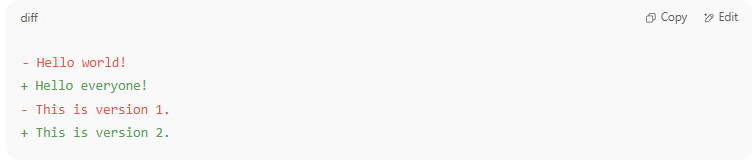 diff
Copy
Edit
- Hello world!
+ Hello everyone!
- This is version 1.
+ This is version 2.